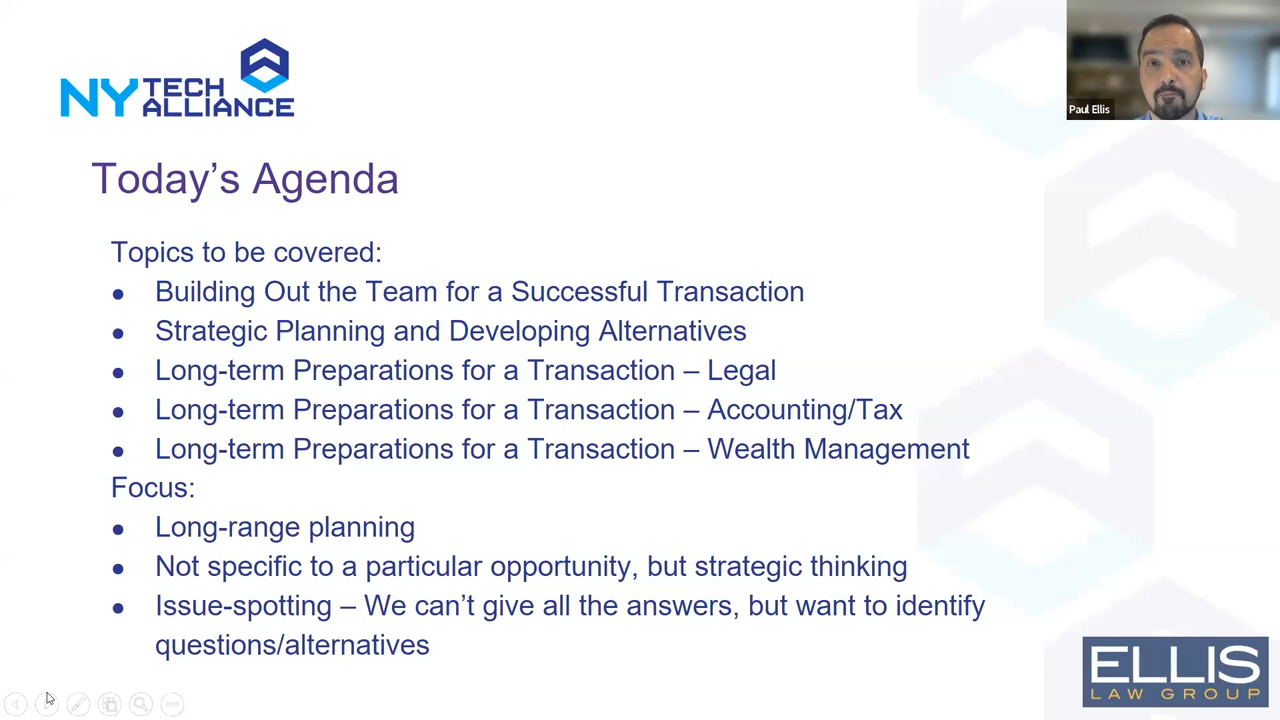 NY TECH
ALLIANCE
Paul Ellis
Today’s Agenda
Topics to be covered:
● Building Out the Team for a Successful Transaction
● Strategic Planning and Developing Alternatives
● Long-term Preparations for a Transaction – Legal
● Long-term Preparations for a Transaction – Accounting/Tax
● Long-term Preparations for a Transaction – Wealth Management
Focus:
● Long-range planning
● Not specific to a particular opportunity, but strategic thinking
● Issue-spotting – We can’t give all the answers, but want to identify
questions/alternatives
ELLIS
LAW GROUP